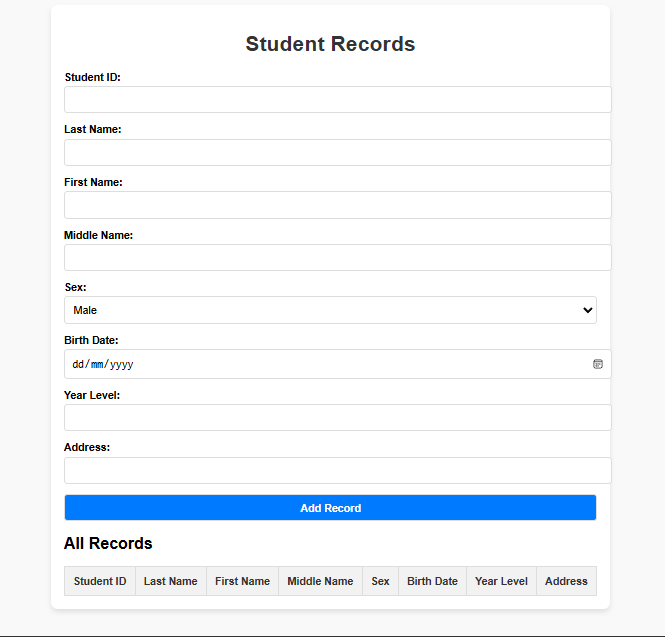 Student Records
Student ID:
Last Name:
First Name:
Middle Name:
Sex:
Male
Birth Date:
dd/mm/yyyy
Year Level:
Address:
Add Record
All Records
Student ID Last Name First Name Middle Name Sex Birth Date Year Level Address